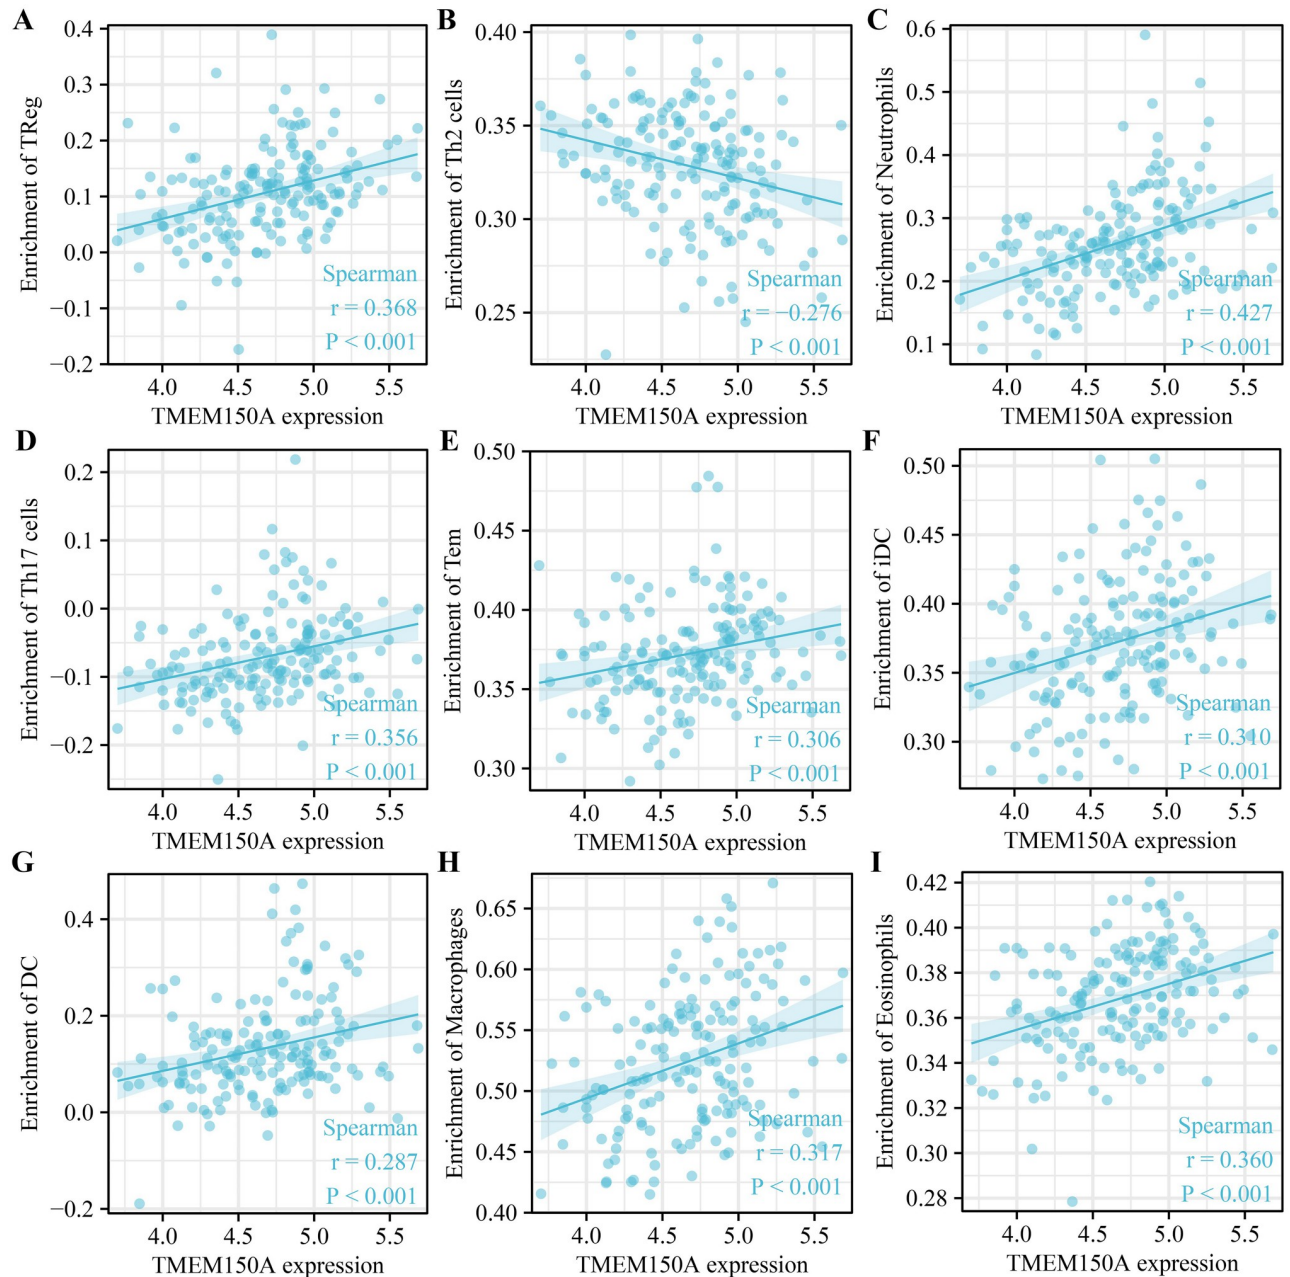 A
Enrichment of TReg
0.4
0.3
0.2
0.1
0.0
−0.1
−0.2
Spearman
r = 0.368
P < 0.001
4.0 4.5 5.0 5.5
TMEM150A expression
B
Enrichment of Th2 cells
0.40
0.35
0.30
0.25
Spearman
r = −0.276
P < 0.001
4.0 4.5 5.0 5.5
TMEM150A expression
C
Enrichment of Neutrophils
0.6
0.5
0.4
0.3
0.2
0.1
Spearman
r = 0.427
P < 0.001
4.0 4.5 5.0 5.5
TMEM150A expression
D
Enrichment of Th17 cells
0.2
0.1
0.0
−0.1
−0.2
Spearman
r = 0.356
P < 0.001
4.0 4.5 5.0 5.5
TMEM150A expression
E
Enrichment of Tem
0.50
0.45
0.40
0.35
0.30
Spearman
r = 0.306
P < 0.001
4.0 4.5 5.0 5.5
TMEM150A expression
F
Enrichment of iDC
0.50
0.45
0.40
0.35
0.30
Spearman
r = 0.310
P < 0.001
4.0 4.5 5.0 5.5
TMEM150A expression
G
Enrichment of DC
0.4
0.2
0.0
−0.2
Spearman
r = 0.287
P < 0.001
4.0 4.5 5.0 5.5
TMEM150A expression
H
Enrichment of Macrophages
0.65
0.60
0.55
0.50
0.45
0.40
Spearman
r = 0.317
P < 0.001
4.0 4.5 5.0 5.5
TMEM150A expression
I
Enrichment of Eosinophils
0.42
0.40
0.38
0.36
0.34
0.32
0.30
0.28
Spearman
r = 0.360
P < 0.001
4.0 4.5 5.0 5.5
TMEM150A expression